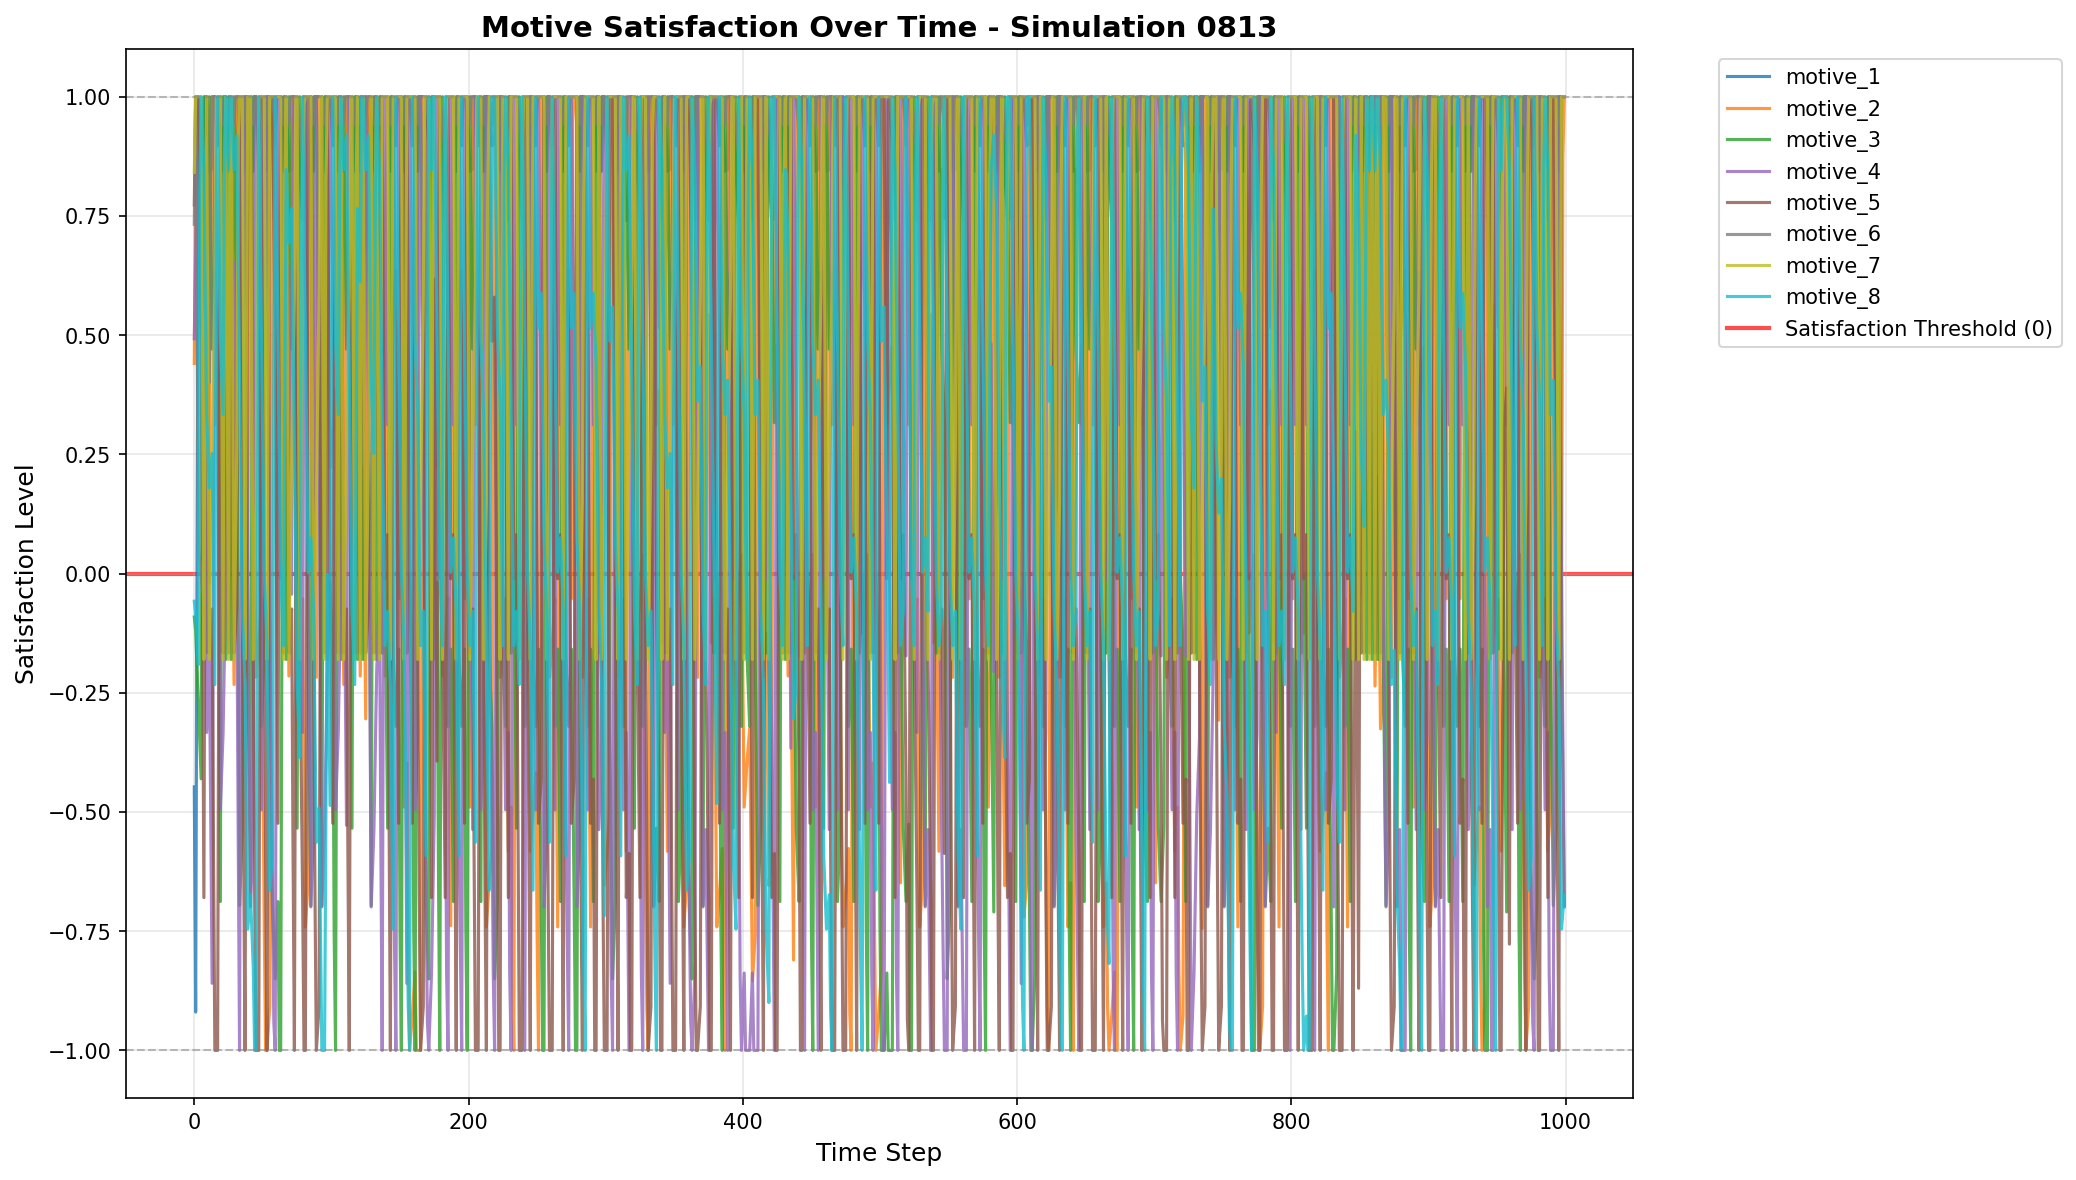 Motive Satisfaction Over Time - Simulation 0813
1.00
0.75
0.50
0.25
0.00
−0.25
−0.50
−0.75
−1.00
Satisfaction Level
0
200
400
600
800
1000
Time Step
motive_1
motive_2
motive_3
motive_4
motive_5
motive_6
motive_7
motive_8
Satisfaction Threshold (0)